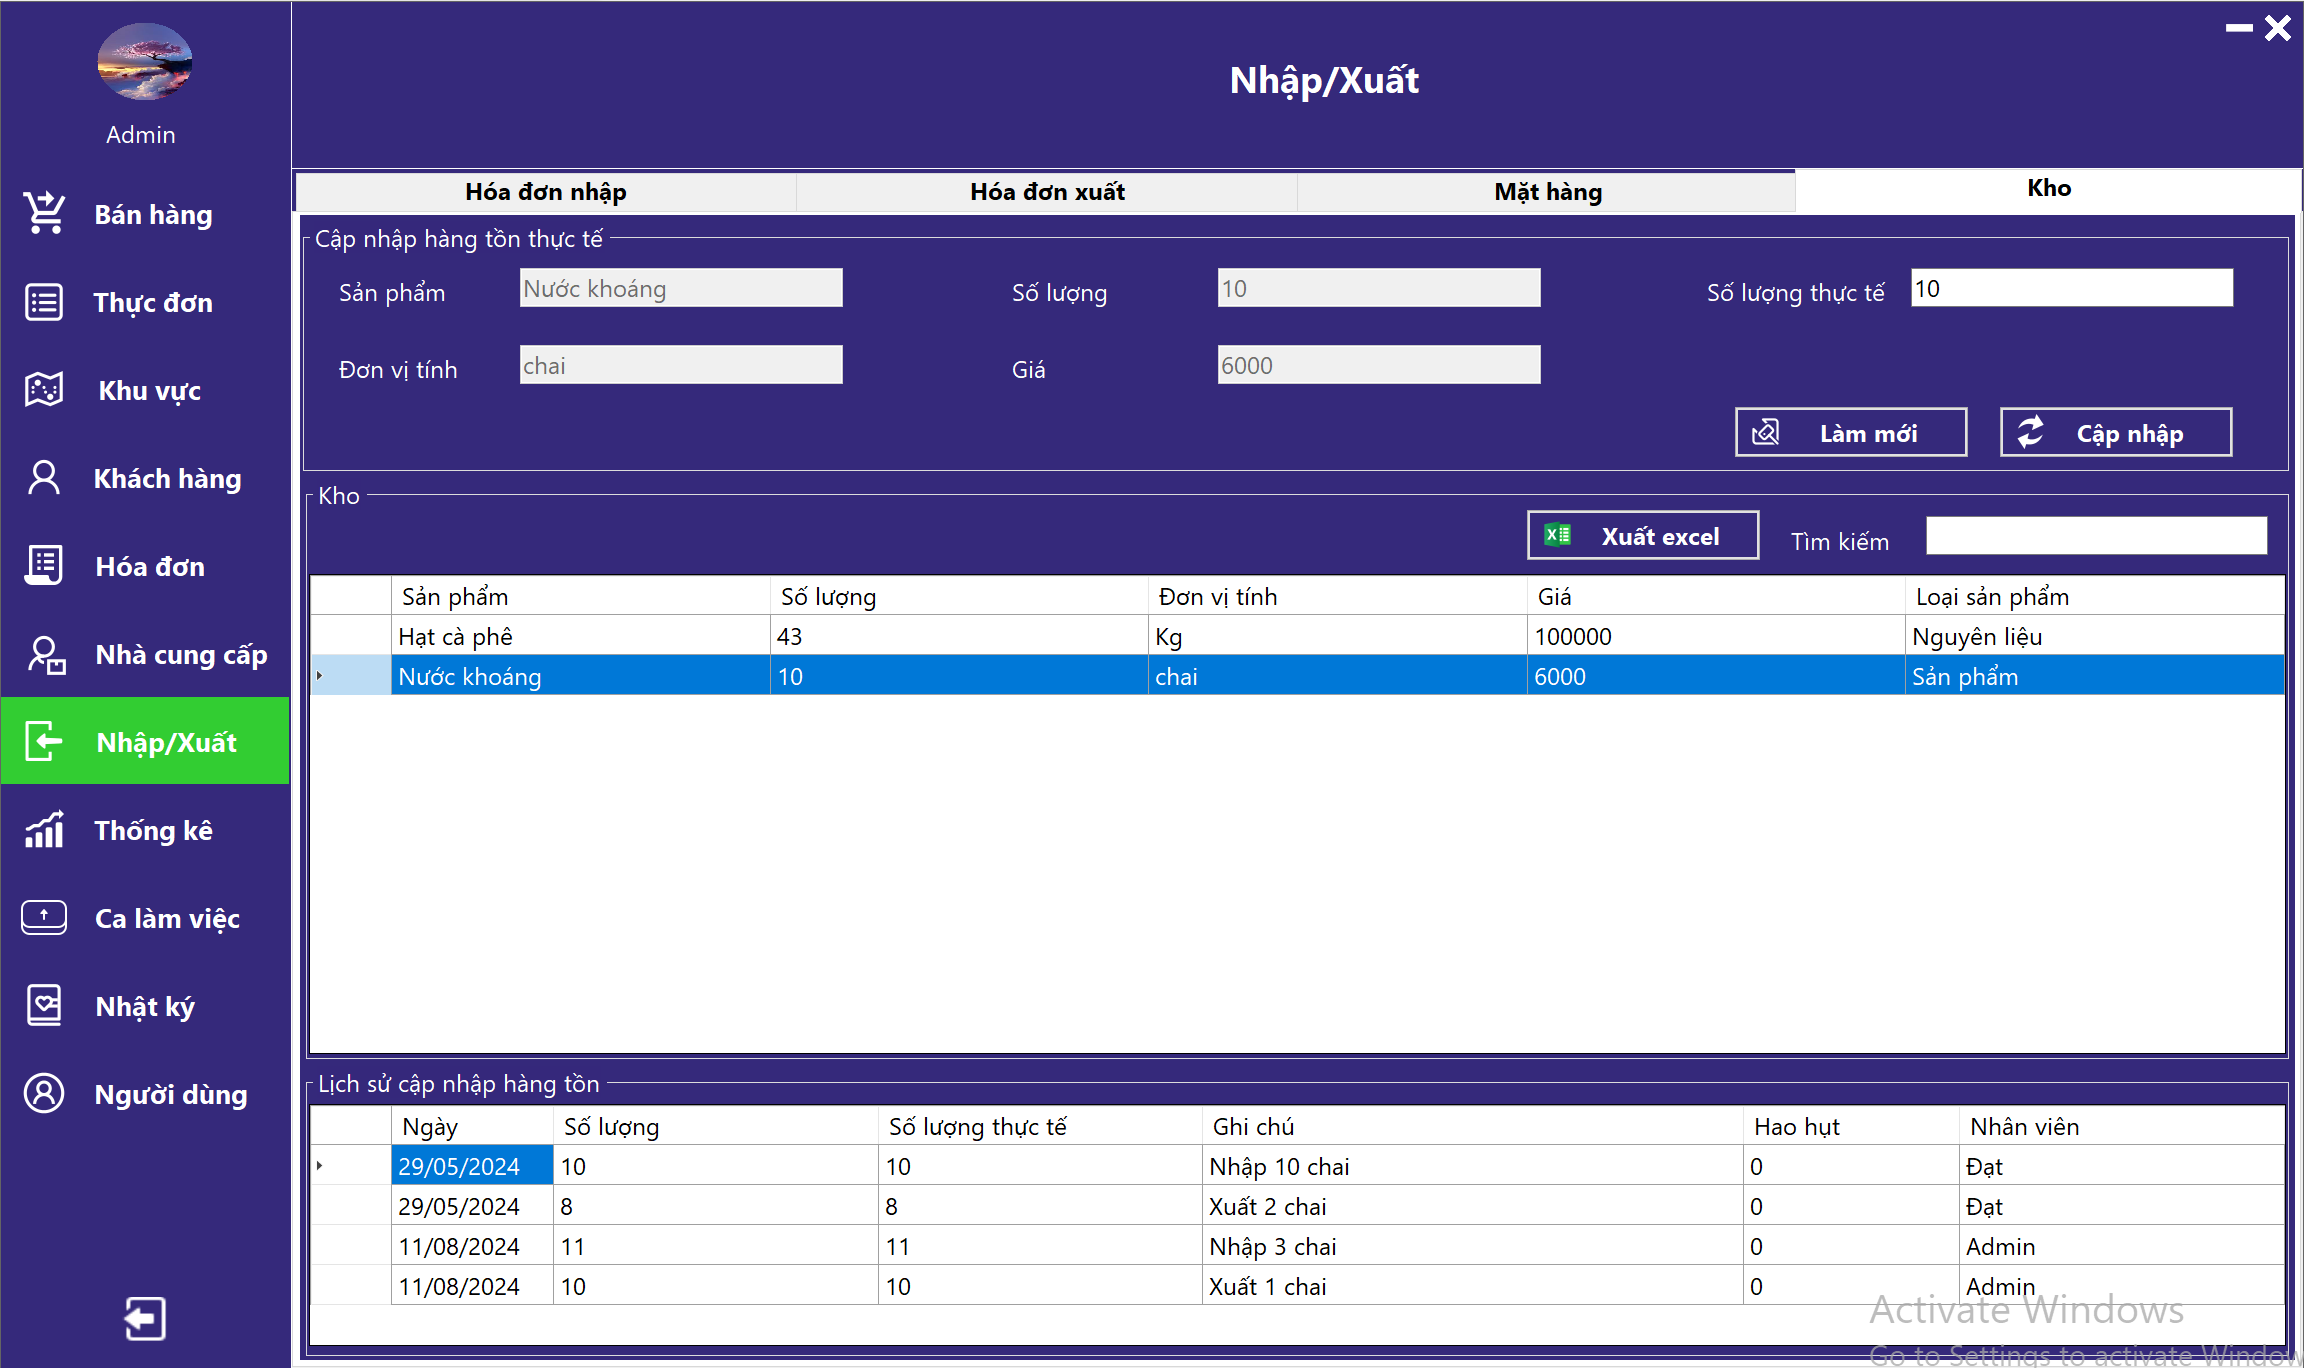 Admin
Bán hàng
Thực đơn
Khu vực
Khách hàng
Hóa đơn
Nhà cung cấp
Nhập/Xuất
Thống kê
Ca làm việc
Nhật ký
Người dùng
Nhập/Xuất
Hóa đơn nhập Hóa đơn xuất Mặt hàng Kho
Cập nhập hàng tồn thực tế
Sản phẩm Nước khoáng Số lượng 10 Số lượng thực tế 10
Đơn vị tính chai Giá 6000
Làm mới Cập nhập
Kho
Xuất excel Tìm kiếm
Sản phẩm Số lượng Đơn vị tính Giá Loại sản phẩm
Hạt cà phê 43 Kg 100000 Nguyên liệu
Nước khoáng 10 chai 6000 Sản phẩm
Lịch sử cập nhập hàng tồn
Ngày Số lượng Số lượng thực tế Ghi chú Hao hụt Nhân viên
29/05/2024 10 10 Nhập 10 chai 0 Đạt
29/05/2024 8 8 Xuất 2 chai 0 Đạt
11/08/2024 11 11 Nhập 3 chai 0 Admin
11/08/2024 10 10 Xuất 1 chai 0 Admin
Activate Windows
Go to Settings to activate Window